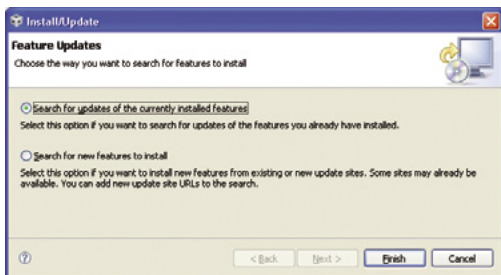 Install/Update
Feature Updates
Choose the way you want to search for features to install
Search for updates of the currently installed features
Select this option if you want to search for updates of the features you already have installed.
Search for new features to install
Select this option if you want to install new features from existing or new update sites. Some sites may already be
available. You can add new update site URLs to the search.
? < Back Next > Finish Cancel